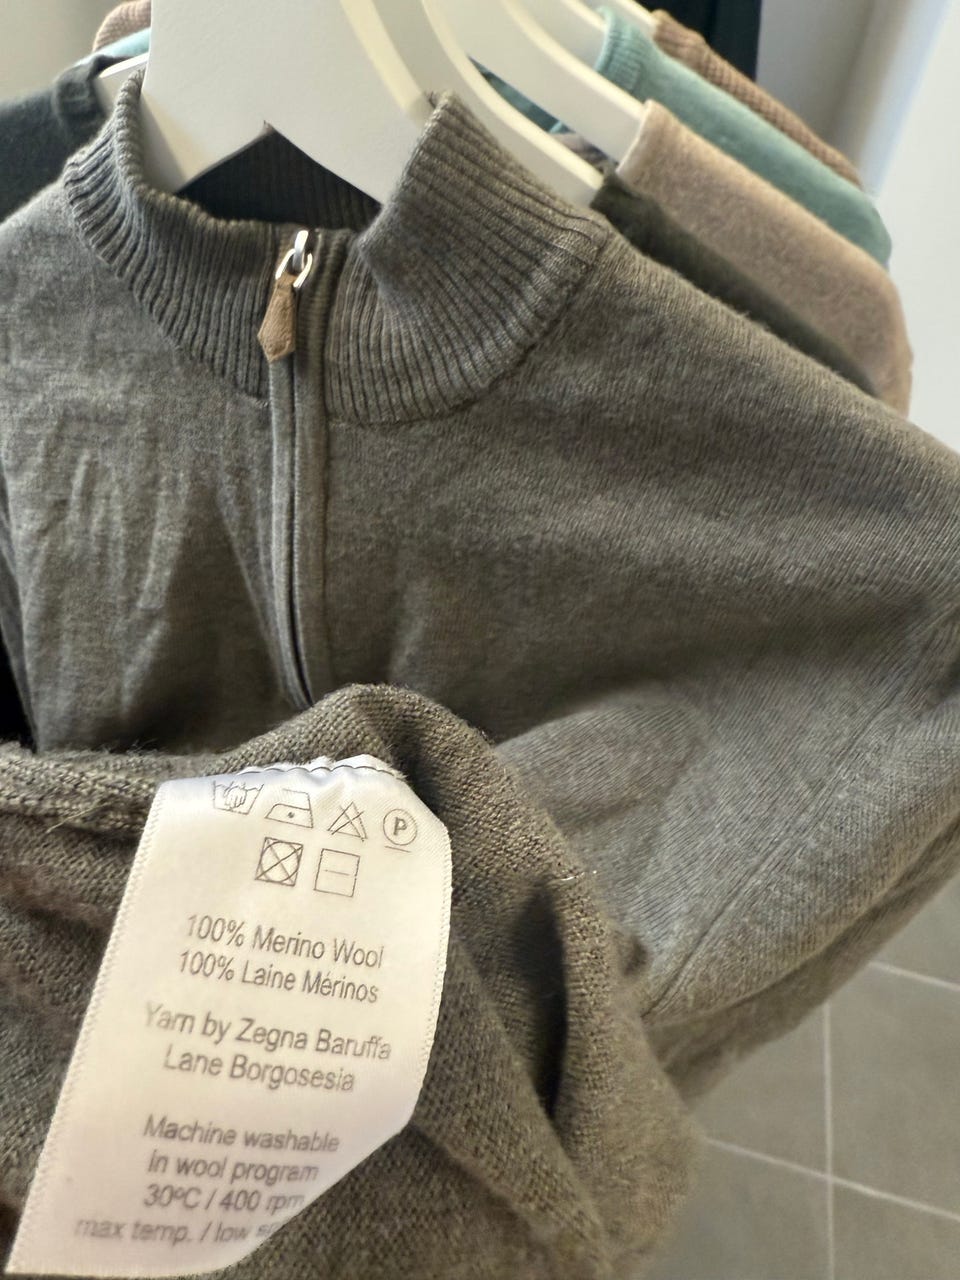 P
100% Merino Wool
100% Laine Mérinos
Yarn by Zegna Baruffa
Lane Borgosesia
Machine washable
in wool program
30ºC / 400 rpm
max temp. / low